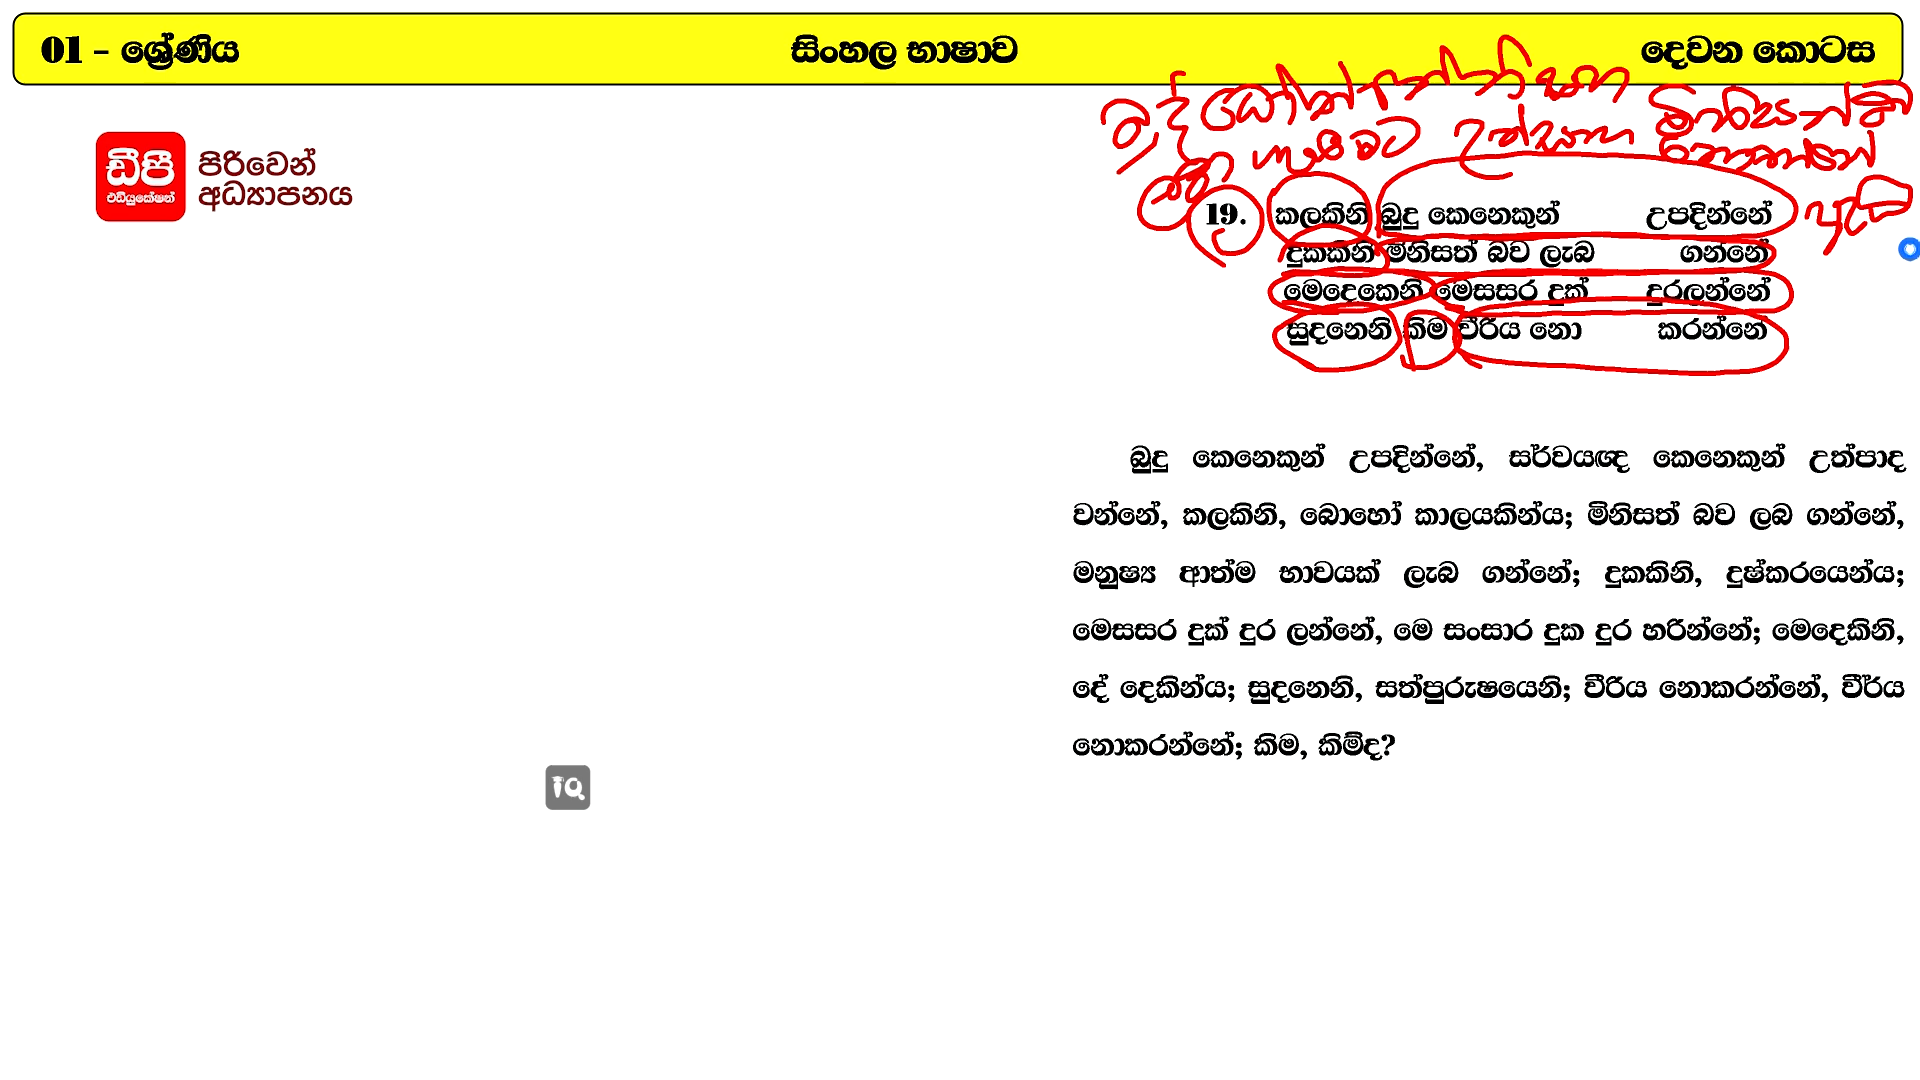 01 - ශ්‍රේණිය
සිංහල භාෂාව
දෙවන කොටස
ඩීපී
එඩියුකේෂන්
පිරිවෙන්
අධ්‍යාපනය
උත්සාහ
19. කලකිනි බුදු කෙනෙකුන් උපදින්නේ
දුකකිනි මිනිසත් බව ලැබ ගන්නේ
මෙදෙකෙනි මෙසසර දුක් දුරලන්නේ
සුදනෙනි කිම වීරිය නො කරන්නේ
බුදු කෙනෙකුන් උපදින්නේ, සර්වයඥ කෙනෙකුන් උත්පාද
වන්නේ, කලකිනි, බොහෝ කාලයකින්ය; මිනිසත් බව ලබ ගන්නේ,
මනුෂ්‍ය ආත්ම භාවයක් ලැබ ගන්නේ; දුකකිනි, දුෂ්කරයෙන්ය;
මෙසසර දුක් දුර ලන්නේ, මෙ සංසාර දුක දුර හරින්නේ; මෙදෙකිනි,
දේ දෙකින්ය; සුදනෙනි, සත්පුරුෂයෙනි; වීරිය නොකරන්නේ, වීර්ය
නොකරන්නේ; කිම, කිම්ද?
IQ